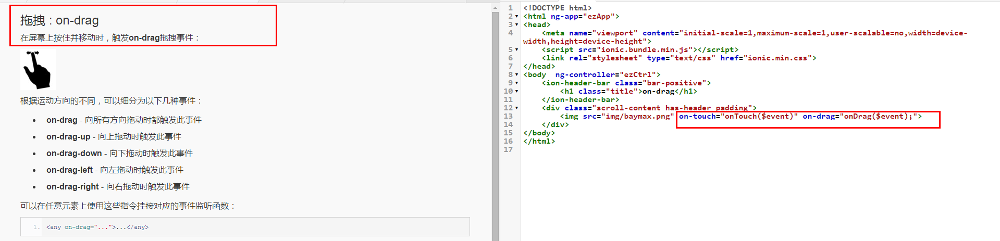 拖拽 : on-drag
在屏幕上按住并移动时，触发on-drag拖拽事件：
根据运动方向的不同，可以细分为以下几种事件：
on-drag - 向所有方向拖动时都触发此事件
on-drag-up - 向上拖动时触发此事件
on-drag-down - 向下拖动时触发此事件
on-drag-left - 向左拖动时触发此事件
on-drag-right - 向右拖动时触发此事件
可以在任意元素上使用这些指令挂接对应的事件监听函数：
1. <any on-drag="...">...</any>
1 <!DOCTYPE html>
2 <html ng-app="ezApp">
3 <head>
4 <meta name="viewport" content="initial-scale=1,maximum-scale=1,user-scalable=no,width=device-
width,height=device-height">
5 <script src="ionic.bundle.min.js"></script>
6 <link rel="stylesheet" type="text/css" href="ionic.min.css">
7 </head>
8 <body  ng-controller="ezCtrl">
9 <ion-header-bar class="bar-positive">
10 <h1 class="title">on-drag</h1>
11 </ion-header-bar>
12 <div class="scroll-content has-header padding">
13 <img src="img/baymax.png" on-touch="onTouch($event)" on-drag="onDrag($event);">
14 </div>
15 </body>
16 </html>
17